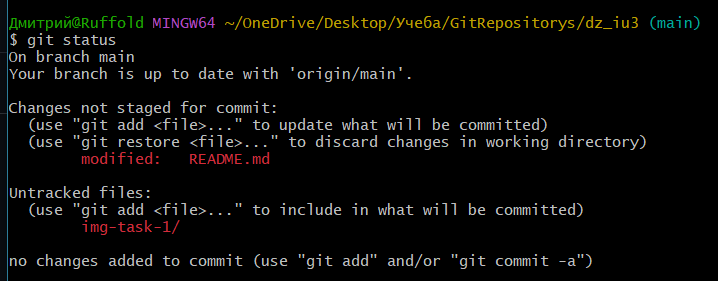 Дмитрий@Ruffold MINGW64 ~/OneDrive/Desktop/Учеба/GitRepositorys/dz_iu3 (main)
$ git status
On branch main
Your branch is up to date with 'origin/main'.

Changes not staged for commit:
  (use "git add <file>..." to update what will be committed)
  (use "git restore <file>..." to discard changes in working directory)
        modified:   README.md

Untracked files:
  (use "git add <file>..." to include in what will be committed)
        img-task-1/

no changes added to commit (use "git add" and/or "git commit -a")